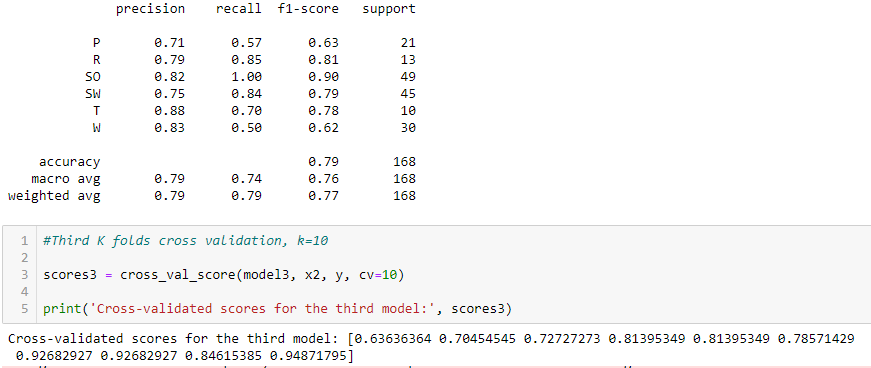 precision recall f1-score support
P 0.71 0.57 0.63 21
R 0.79 0.85 0.81 13
SO 0.82 1.00 0.90 49
SW 0.75 0.84 0.79 45
T 0.88 0.70 0.78 10
W 0.83 0.50 0.62 30
accuracy 0.79 168
macro avg 0.79 0.74 0.76 168
weighted avg 0.79 0.79 0.77 168
1 #Third K folds cross validation, k=10
2
3 scores3 = cross_val_score(model3, x2, y, cv=10)
4
5 print('Cross-validated scores for the third model:', scores3)
Cross-validated scores for the third model: [0.63636364 0.70454545 0.72727273 0.81395349 0.81395349 0.78571429
0.92682927 0.92682927 0.84615385 0.94871795]